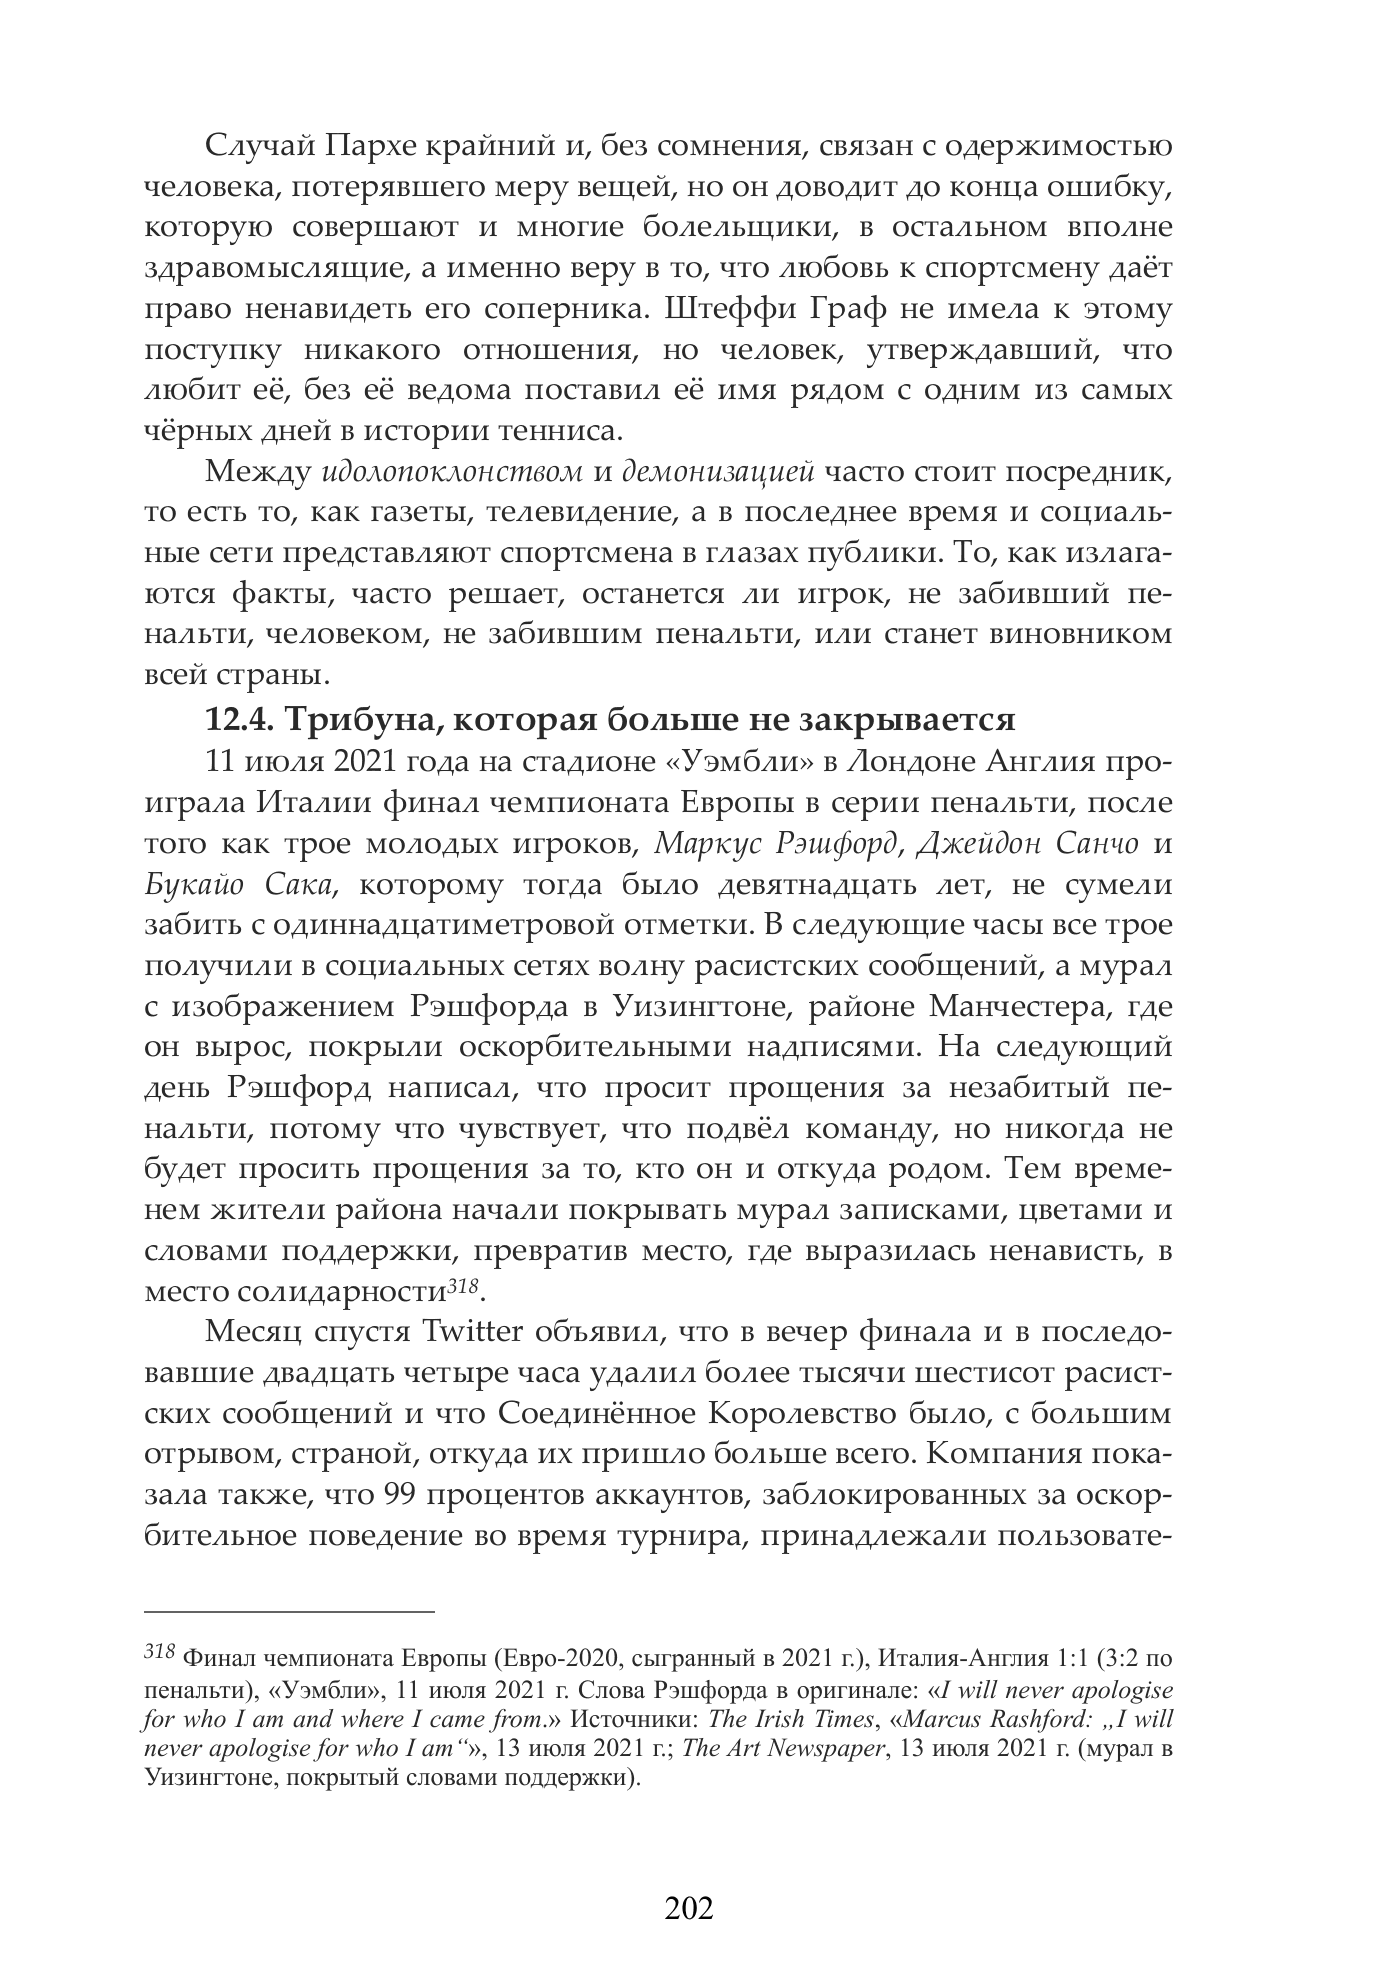 Случай Пархе крайний и, без сомнения, связан с одержимостью
человека, потерявшего меру вещей, но он доводит до конца ошибку,
которую совершают и многие болельщики, в остальном вполне
здравомыслящие, а именно веру в то, что любовь к спортсмену даёт
право ненавидеть его соперника. Штеффи Граф не имела к этому
поступку никакого отношения, но человек, утверждавший, что
любит её, без её ведома поставил её имя рядом с одним из самых
чёрных дней в истории тенниса.
Между идолопоклонством и демонизацией часто стоит посредник,
то есть то, как газеты, телевидение, а в последнее время и социаль-
ные сети представляют спортсмена в глазах публики. То, как излага-
ются факты, часто решает, останется ли игрок, не забивший пе-
нальти, человеком, не забившим пенальти, или станет виновником
всей страны.
12.4. Трибуна, которая больше не закрывается
11 июля 2021 года на стадионе «Уэмбли» в Лондоне Англия про-
играла Италии финал чемпионата Европы в серии пенальти, после
того как трое молодых игроков, Маркус Рэшфорд, Джейдон Санчо и
Букайо Сака, которому тогда было девятнадцать лет, не сумели
забить с одиннадцатиметровой отметки. В следующие часы все трое
получили в социальных сетях волну расистских сообщений, а мурал
с изображением Рэшфорда в Уизингтоне, районе Манчестера, где
он вырос, покрыли оскорбительными надписями. На следующий
день Рэшфорд написал, что просит прощения за незабитый пе-
нальти, потому что чувствует, что подвёл команду, но никогда не
будет просить прощения за то, кто он и откуда родом. Тем време-
нем жители района начали покрывать мурал записками, цветами и
словами поддержки, превратив место, где выразилась ненависть, в
место солидарности318.
Месяц спустя Twitter объявил, что в вечер финала и в последо-
вавшие двадцать четыре часа удалил более тысячи шестисот расист-
ских сообщений и что Соединённое Королевство было, с большим
отрывом, страной, откуда их пришло больше всего. Компания пока-
зала также, что 99 процентов аккаунтов, заблокированных за оскор-
бительное поведение во время турнира, принадлежали пользовате-
318 Финал чемпионата Европы (Евро-2020, сыгранный в 2021 г.), Италия-Англия 1:1 (3:2 по
пенальти), «Уэмбли», 11 июля 2021 г. Слова Рэшфорда в оригинале: «I will never apologise
for who I am and where I came from.» Источники: The Irish Times, «Marcus Rashford: „I will
never apologise for who I am“», 13 июля 2021 г.; The Art Newspaper, 13 июля 2021 г. (мурал в
Уизингтоне, покрытый словами поддержки).
202